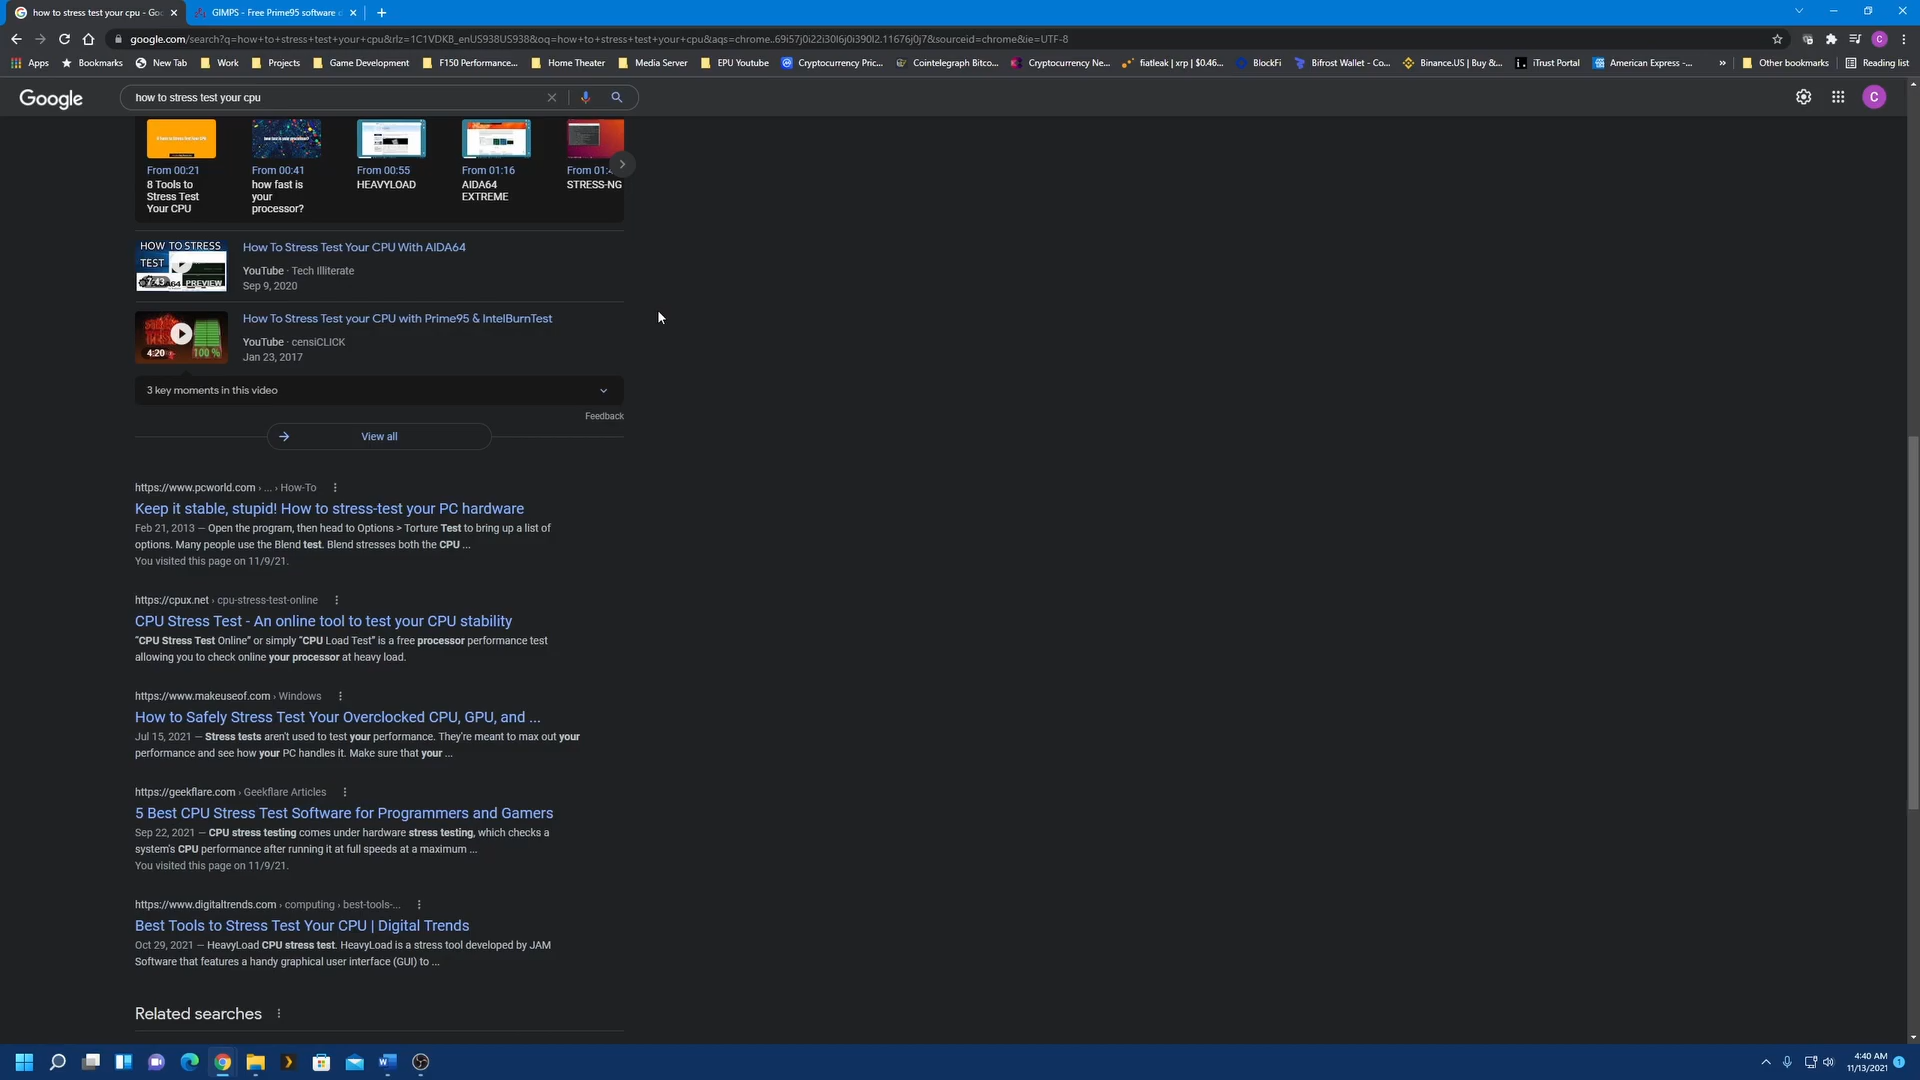 how to stress test your cpu - Goo
GIMPS - Free Prime95 software
google.com/search?q=how+to+stress+test+your+cpu&rlz=1C1VDKB_enUS938US938&oq=how+to+stress+test+your+cpu&aqs=chrome..69i57j0i22i30l6j0i390l2.11676j0j7&sourceid=chrome&ie=UTF-8
Apps Bookmarks New Tab Work Projects Game Development F150 Performance... Home Theater Media Server EPU Youtube Cryptocurrency Pric... Cointelegraph Bitco... Cryptocurrency Ne... fiatleak | xrp | $0.46... BlockFi Bifrost Wallet - Co... Binance.US | Buy &... iTrust Portal American Express -... » Other bookmarks Reading list
Google how to stress test your cpu C
From 00:21 From 00:41 From 00:55 From 01:16
8 Tools to Stress Test Your CPU
how fast is your processor?
HEAVYLOAD
AIDA64 EXTREME
STRESS-NG
HOW TO STRESS
TEST
7:43
PREVIEW
How To Stress Test Your CPU With AIDA64
YouTube · Tech Illiterate
Sep 9, 2020
4:20 100 %
How To Stress Test your CPU with Prime95 & IntelBurnTest
YouTube · censiCLICK
Jan 23, 2017
3 key moments in this video
Feedback
View all
https://www.pcworld.com › ... › How-To
Keep it stable, stupid! How to stress-test your PC hardware
Feb 21, 2013 — Open the program, then head to Options > Torture Test to bring up a list of
options. Many people use the Blend test. Blend stresses both the CPU ...
You visited this page on 11/9/21.
https://cpux.net › cpu-stress-test-online
CPU Stress Test - An online tool to test your CPU stability
“CPU Stress Test Online” or simply “CPU Load Test” is a free processor performance test
allowing you to check online your processor at heavy load.
https://www.makeuseof.com › Windows
How to Safely Stress Test Your Overclocked CPU, GPU, and ...
Jul 15, 2021 — Stress tests aren't used to test your performance. They're meant to max out your
performance and see how your PC handles it. Make sure that your ...
https://geekflare.com › Geekflare Articles
5 Best CPU Stress Test Software for Programmers and Gamers
Sep 22, 2021 — CPU stress testing comes under hardware stress testing, which checks a
system's CPU performance after running it at full speeds at a maximum ...
You visited this page on 11/9/21.
https://www.digitaltrends.com › computing › best-tools-...
Best Tools to Stress Test Your CPU | Digital Trends
Oct 29, 2021 — HeavyLoad CPU stress test. HeavyLoad is a stress tool developed by JAM
Software that features a handy graphical user interface (GUI) to ...
Related searches
4:40 AM
11/13/2021
1